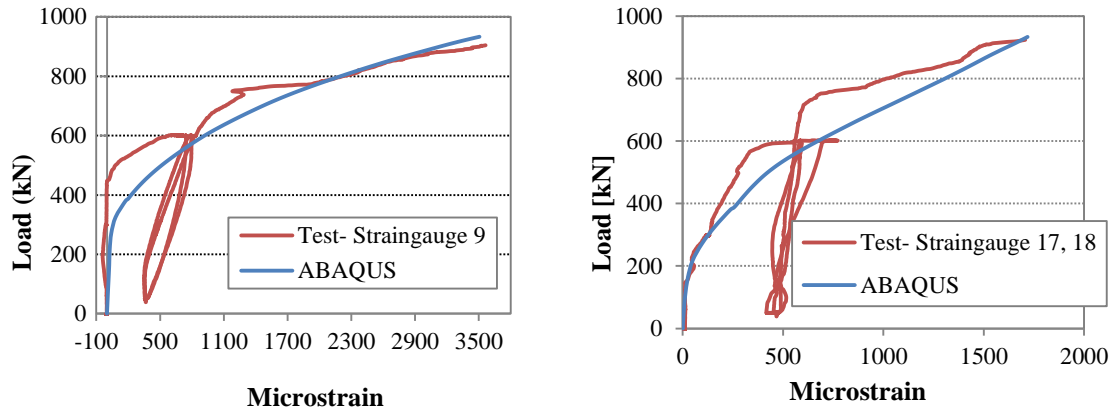 1000
800
600
400
200
0
-100 500 1100 1700 2300 2900 3500
Load (kN)
Microstrain
Test- Straingauge 9
ABAQUS
1000
800
600
400
200
0
0 500 1000 1500 2000
Load [kN]
Microstrain
Test- Straingauge 17, 18
ABAQUS